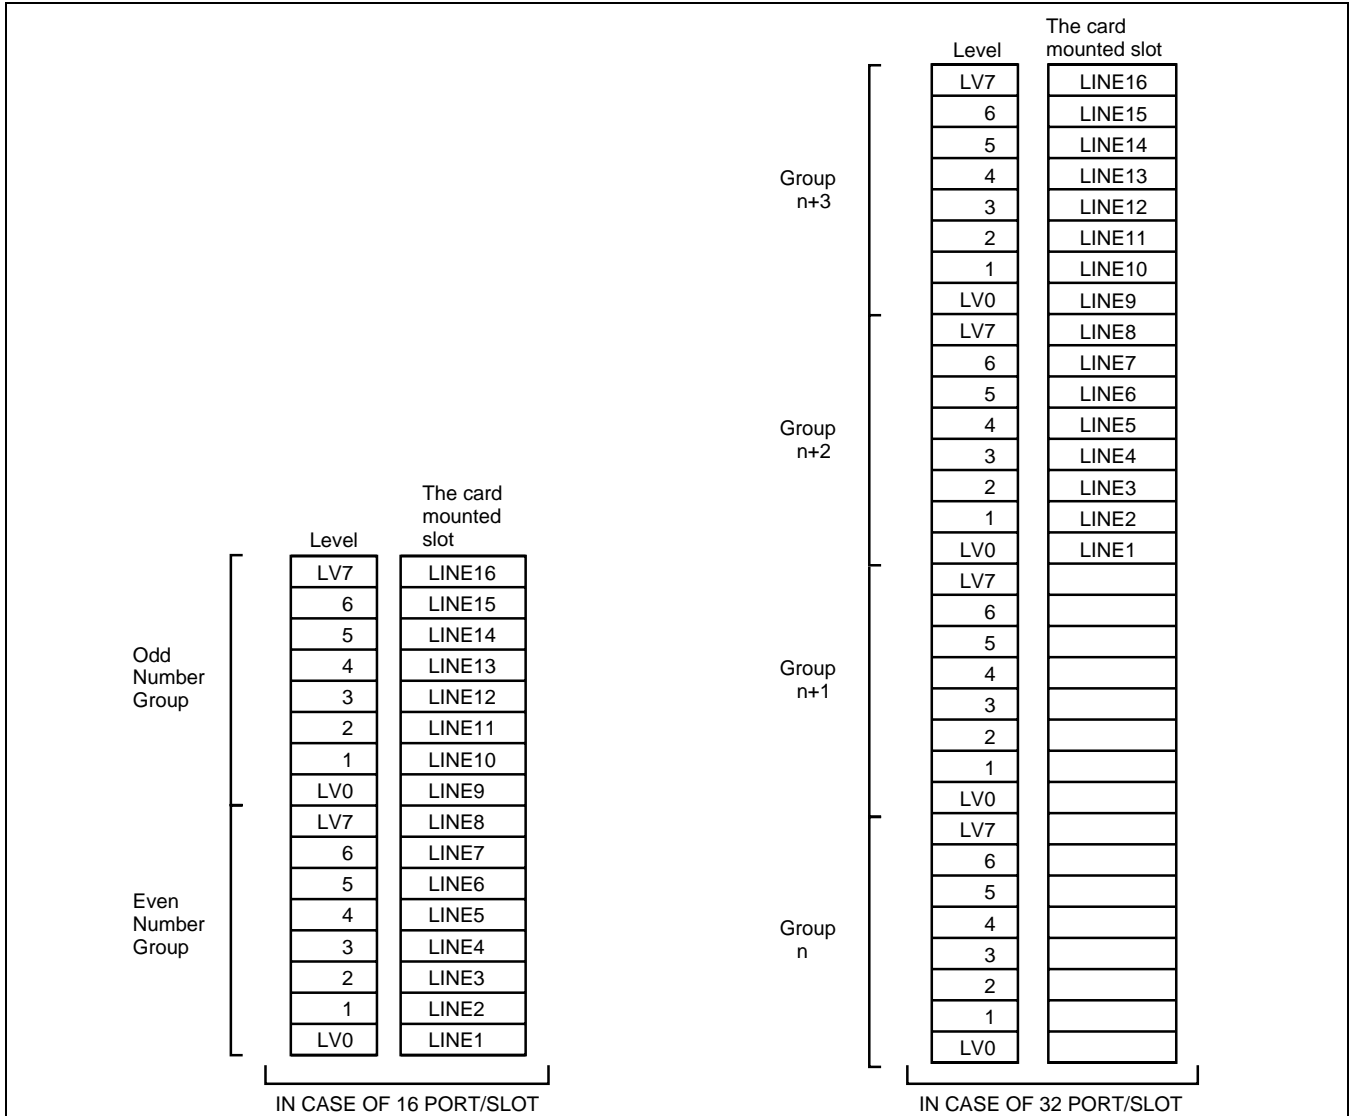 The card
mounted
slot
Level
LV7 LINE16
6 LINE15
5 LINE14
4 LINE13
3 LINE12
2 LINE11
1 LINE10
LV0 LINE9
LV7 LINE8
6 LINE7
5 LINE6
4 LINE5
3 LINE4
2 LINE3
1 LINE2
LV0 LINE1
Odd
Number
Group
Even
Number
Group
IN CASE OF 16 PORT/SLOT
The card
mounted slot
Level
LV7 LINE16
6 LINE15
5 LINE14
4 LINE13
3 LINE12
2 LINE11
1 LINE10
LV0 LINE9
LV7 LINE8
6 LINE7
5 LINE6
4 LINE5
3 LINE4
2 LINE3
1 LINE2
LV0 LINE1
LV7
6
5
4
3
2
1
LV0
LV7
6
5
4
3
2
1
LV0
Group
n+3
Group
n+2
Group
n+1
Group
n
IN CASE OF 32 PORT/SLOT